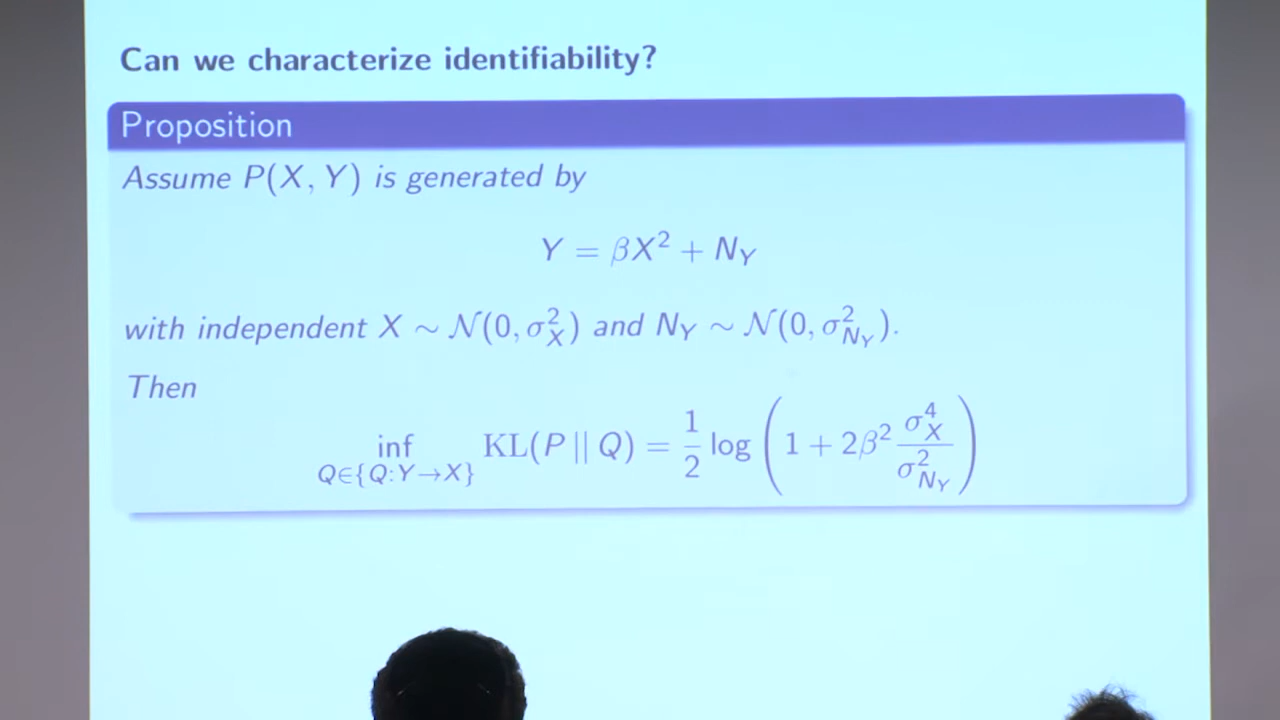 Can we characterize identifiability?
Proposition
Assume P(X, Y) is generated by
Y = βX² + N_Y
with independent X ∼ 𝒩(0, σ_X²) and N_Y ∼ 𝒩(0, σ_{N_Y}²).
Then
inf_{Q∈{Q:Y→X}} KL(P || Q) = 1/2 log (1 + 2β² σ_X⁴/σ_{N_Y}²)